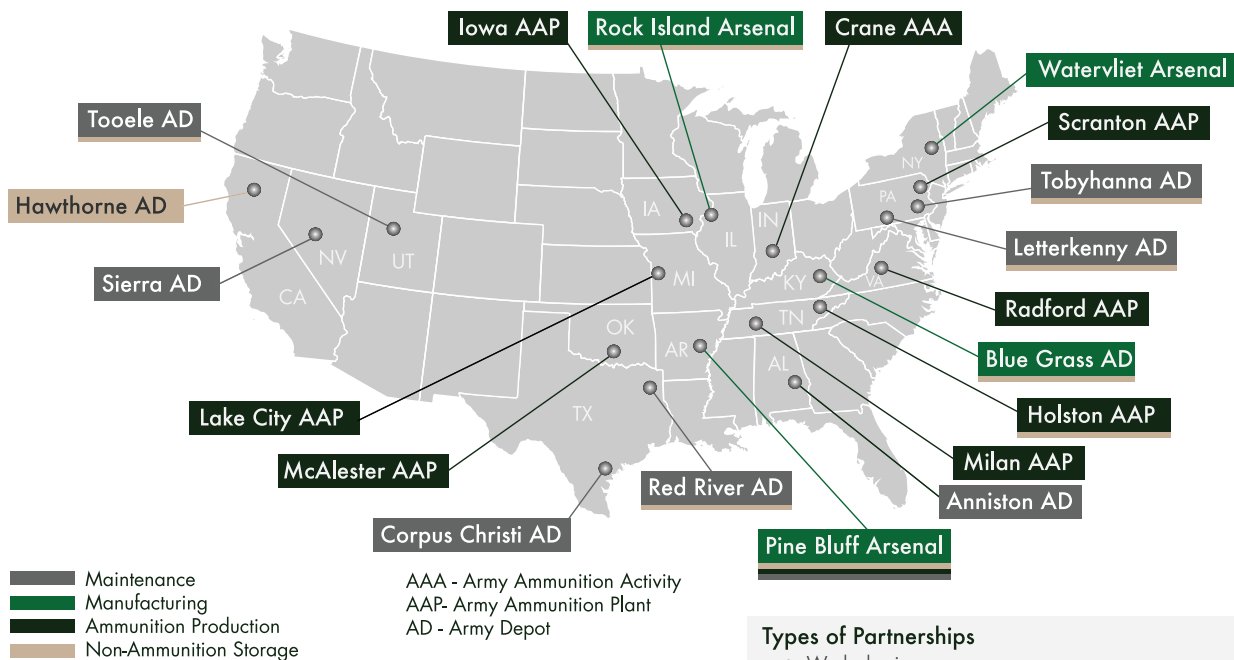 Iowa AAP
Rock Island Arsenal
Crane AAA
Watervliet Arsenal
Tooele AD
Scranton AAP
NY
Hawthorne AD
Tobyhanna AD
PA
IA
IN
IL
Letterkenny AD
NV
UT
Sierra AD
CA
MI
KY
VA
Radford AAP
OK
TN
AR
AL
Blue Grass AD
TX
Lake City AAP
Holston AAP
McAlester AAP
Milan AAP
Red River AD
Anniston AD
Corpus Christi AD
Pine Bluff Arsenal
Maintenance
Manufacturing
Ammunition Production
Non-Ammunition Storage
AAA - Army Ammunition Activity
AAP- Army Ammunition Plant
AD - Army Depot
Types of Partnerships